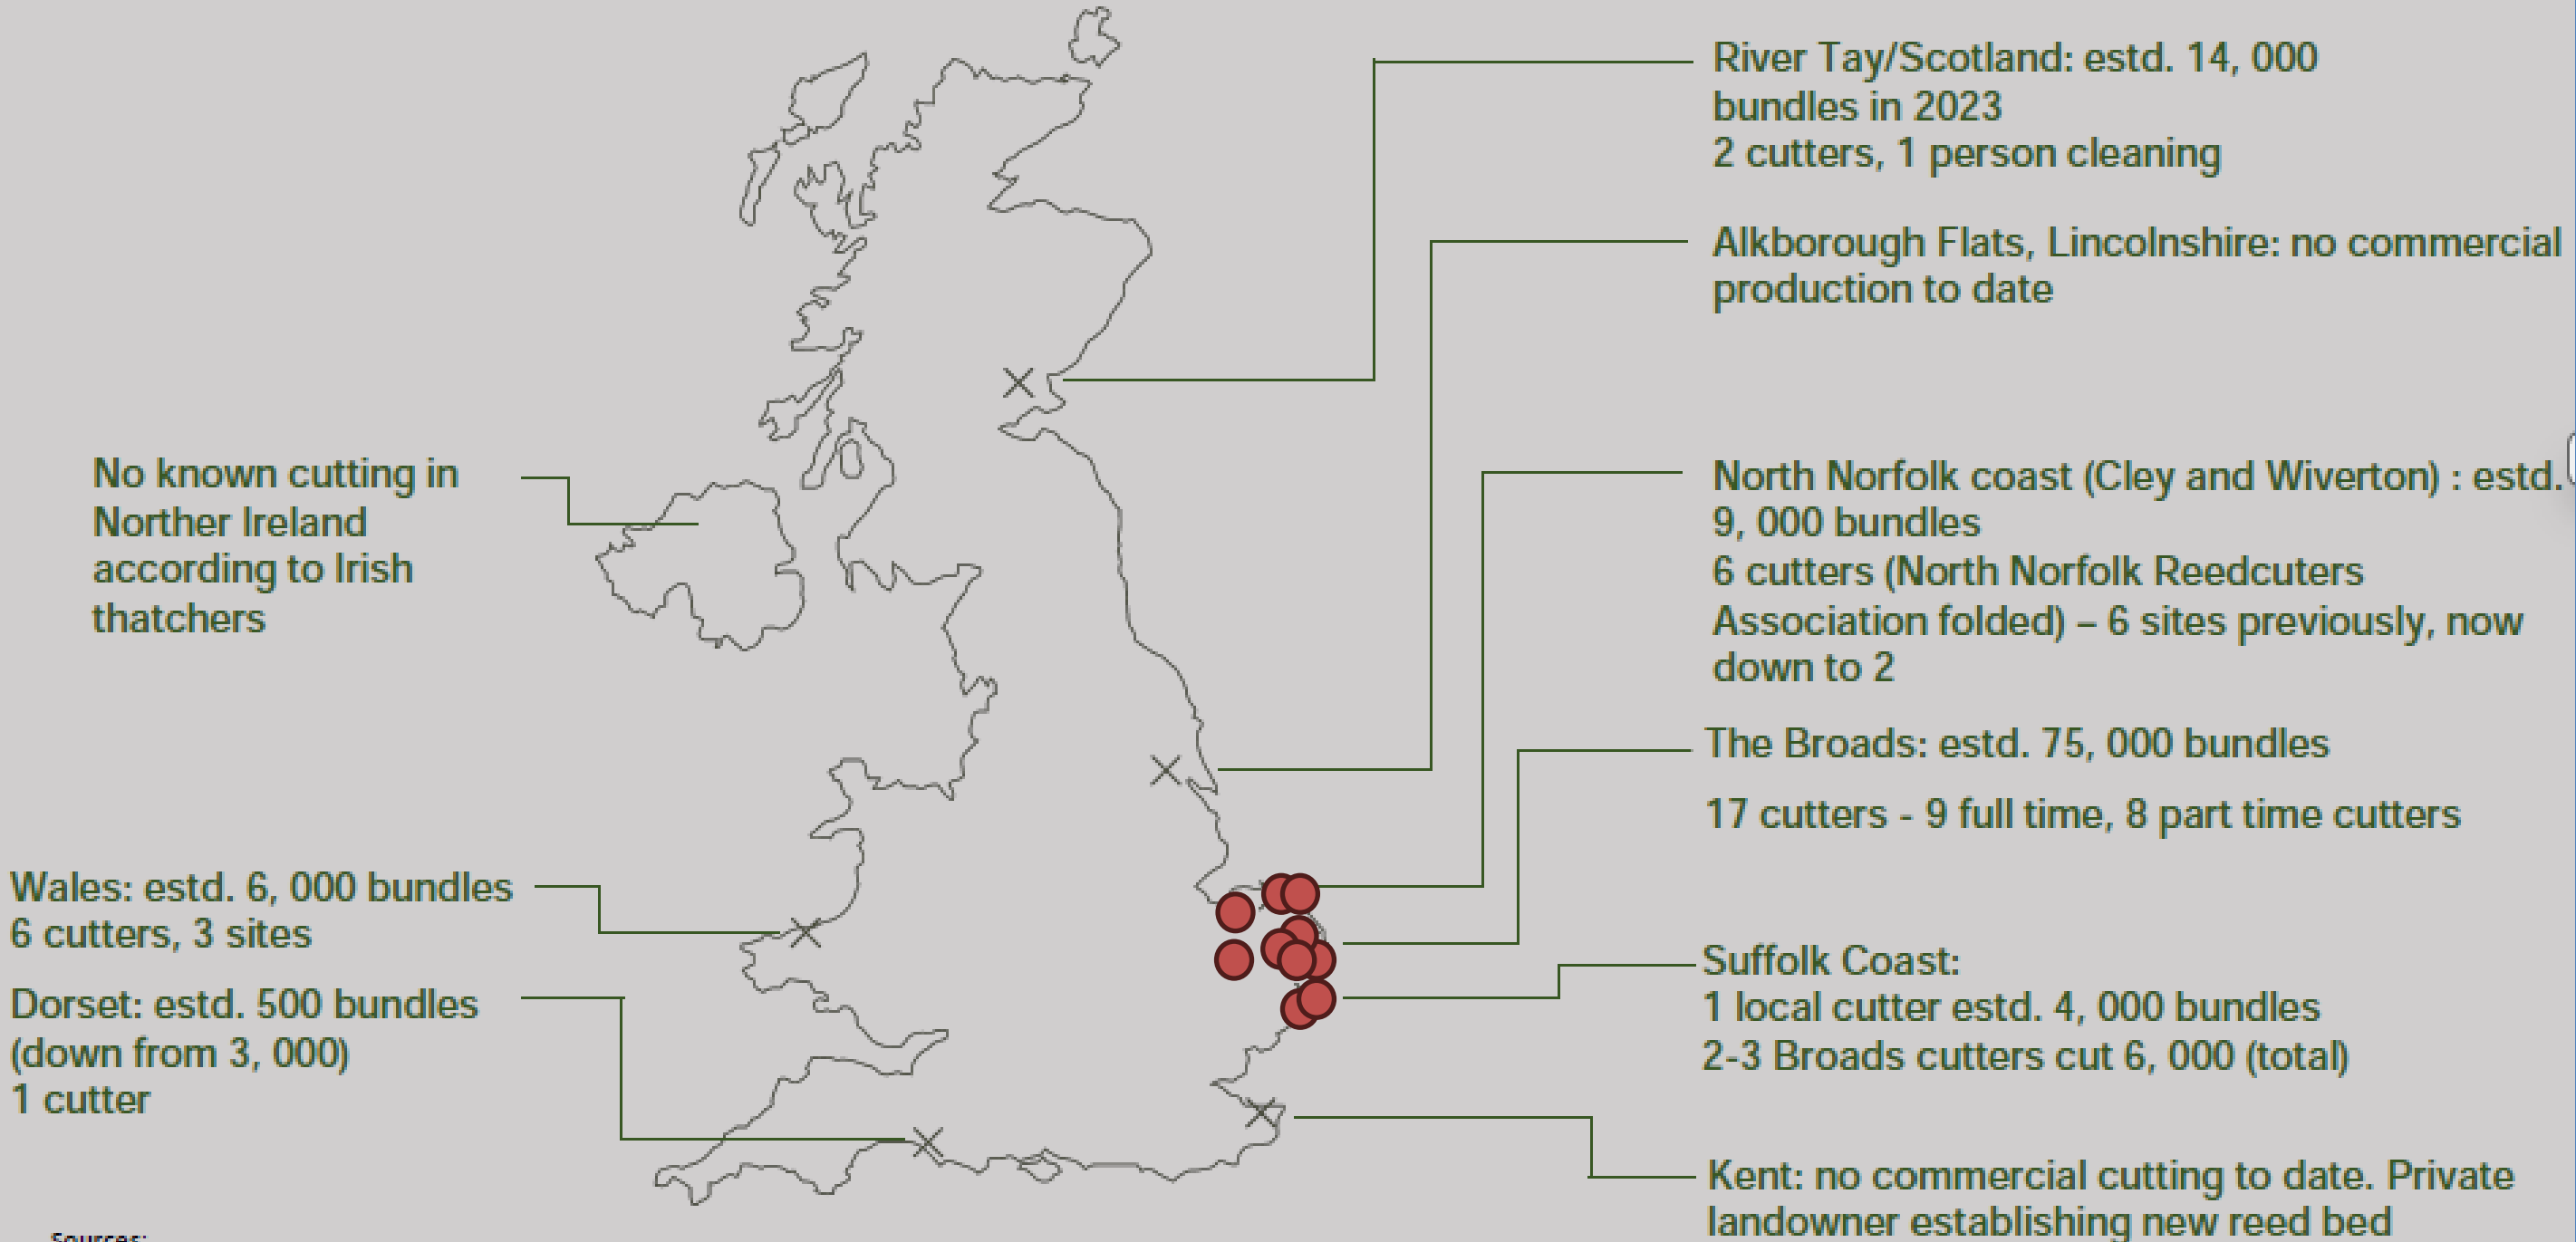 River Tay/Scotland: estd. 14, 000
bundles in 2023
2 cutters, 1 person cleaning
Alkborough Flats, Lincolnshire: no commercial
production to date
No known cutting in
Norther Ireland
according to Irish
thatchers
North Norfolk coast (Cley and Wiverton) : estd.
9, 000 bundles
6 cutters (North Norfolk Reedcuters
Association folded) – 6 sites previously, now
down to 2
The Broads: estd. 75, 000 bundles
17 cutters - 9 full time, 8 part time cutters
Wales: estd. 6, 000 bundles
6 cutters, 3 sites
Dorset: estd. 500 bundles
(down from 3, 000)
1 cutter
Suffolk Coast:
1 local cutter estd. 4, 000 bundles
2-3 Broads cutters cut 6, 000 (total)
Kent: no commercial cutting to date. Private
landowner establishing new reed bed
Sources: